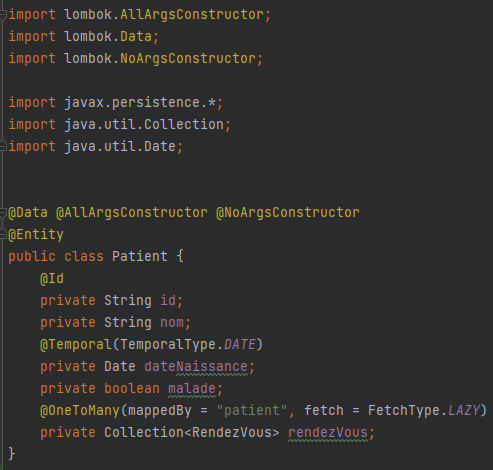 import lombok.AllArgsConstructor;
import lombok.Data;
import lombok.NoArgsConstructor;
import javax.persistence.*;
import java.util.Collection;
import java.util.Date;
@Data @AllArgsConstructor @NoArgsConstructor
@Entity
public class Patient {
@Id
private String id;
private String nom;
@Temporal(TemporalType.DATE)
private Date dateNaissance;
private boolean malade;
@OneToMany(mappedBy = "patient", fetch = FetchType.LAZY)
private Collection<RendezVous> rendezVous;
}